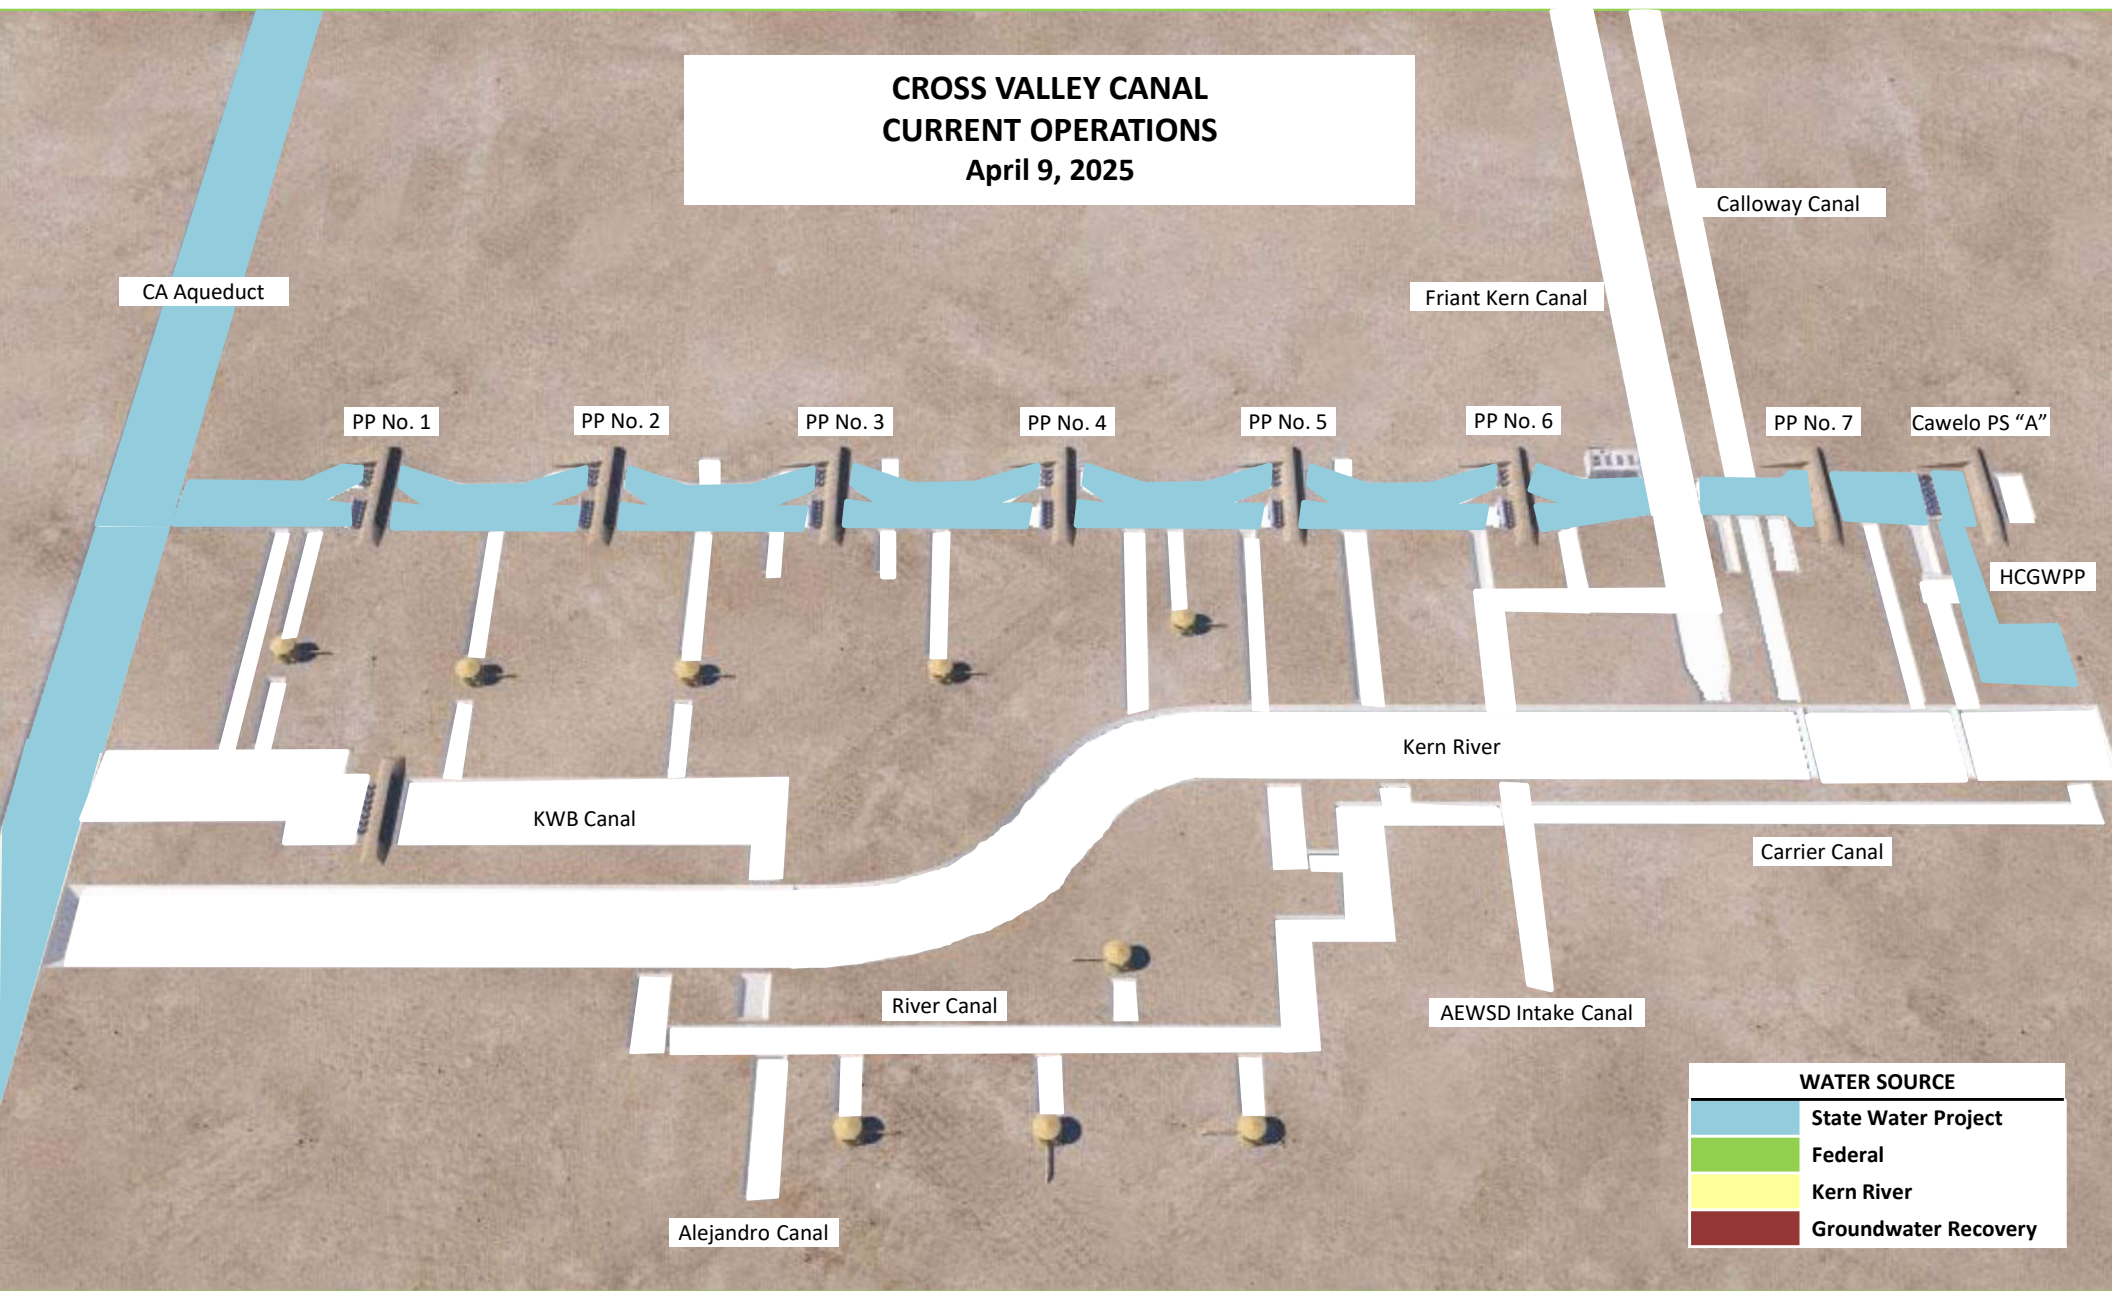 CROSS VALLEY CANAL
CURRENT OPERATIONS
April 9, 2025
Calloway Canal
CA Aqueduct
Friant Kern Canal
PP No. 1
PP No. 2
PP No. 3
PP No. 4
PP No. 5
PP No. 6
PP No. 7
Cawelo PS “A”
HCGWPP
Kern River
KWB Canal
Carrier Canal
River Canal
AEWSD Intake Canal
Alejandro Canal
WATER SOURCE
State Water Project
Federal
Kern River
Groundwater Recovery